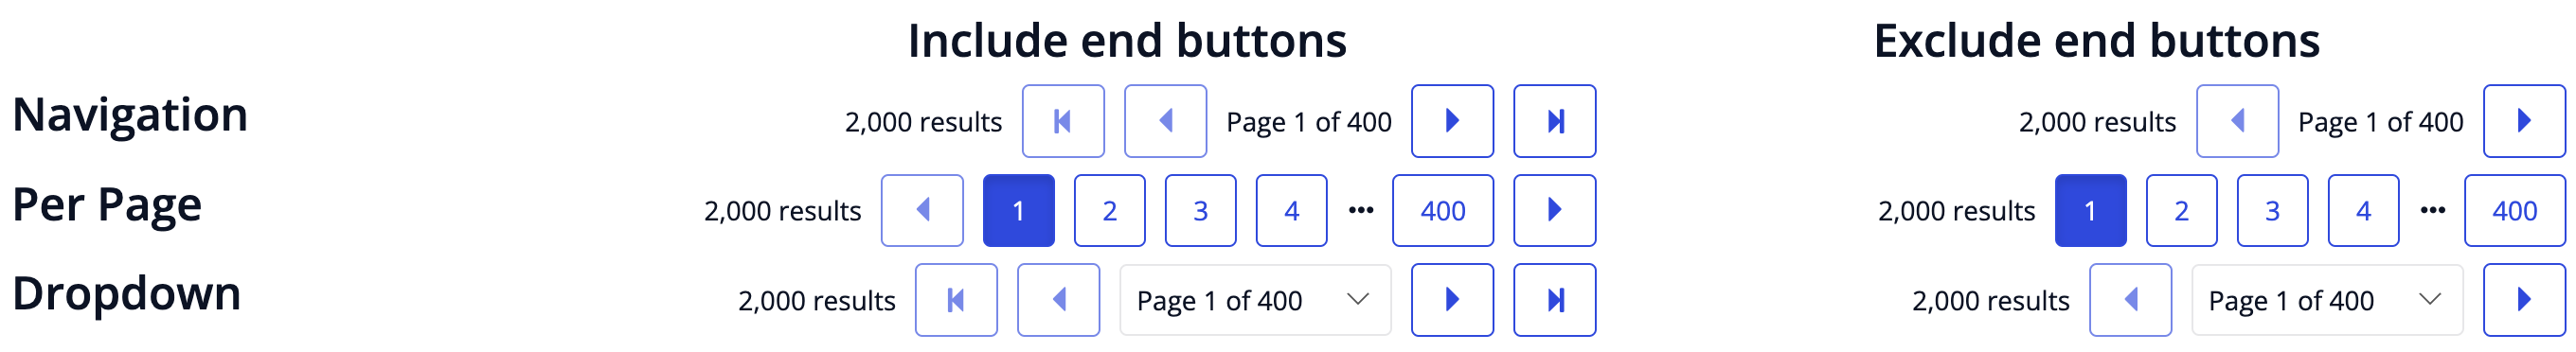 Include end buttons Exclude end buttons
Navigation 2,000 results Page 1 of 400 2,000 results Page 1 of 400
Per Page 2,000 results 1 2 3 4 ••• 400 2,000 results 1 2 3 4 ••• 400
Dropdown 2,000 results Page 1 of 400 2,000 results Page 1 of 400